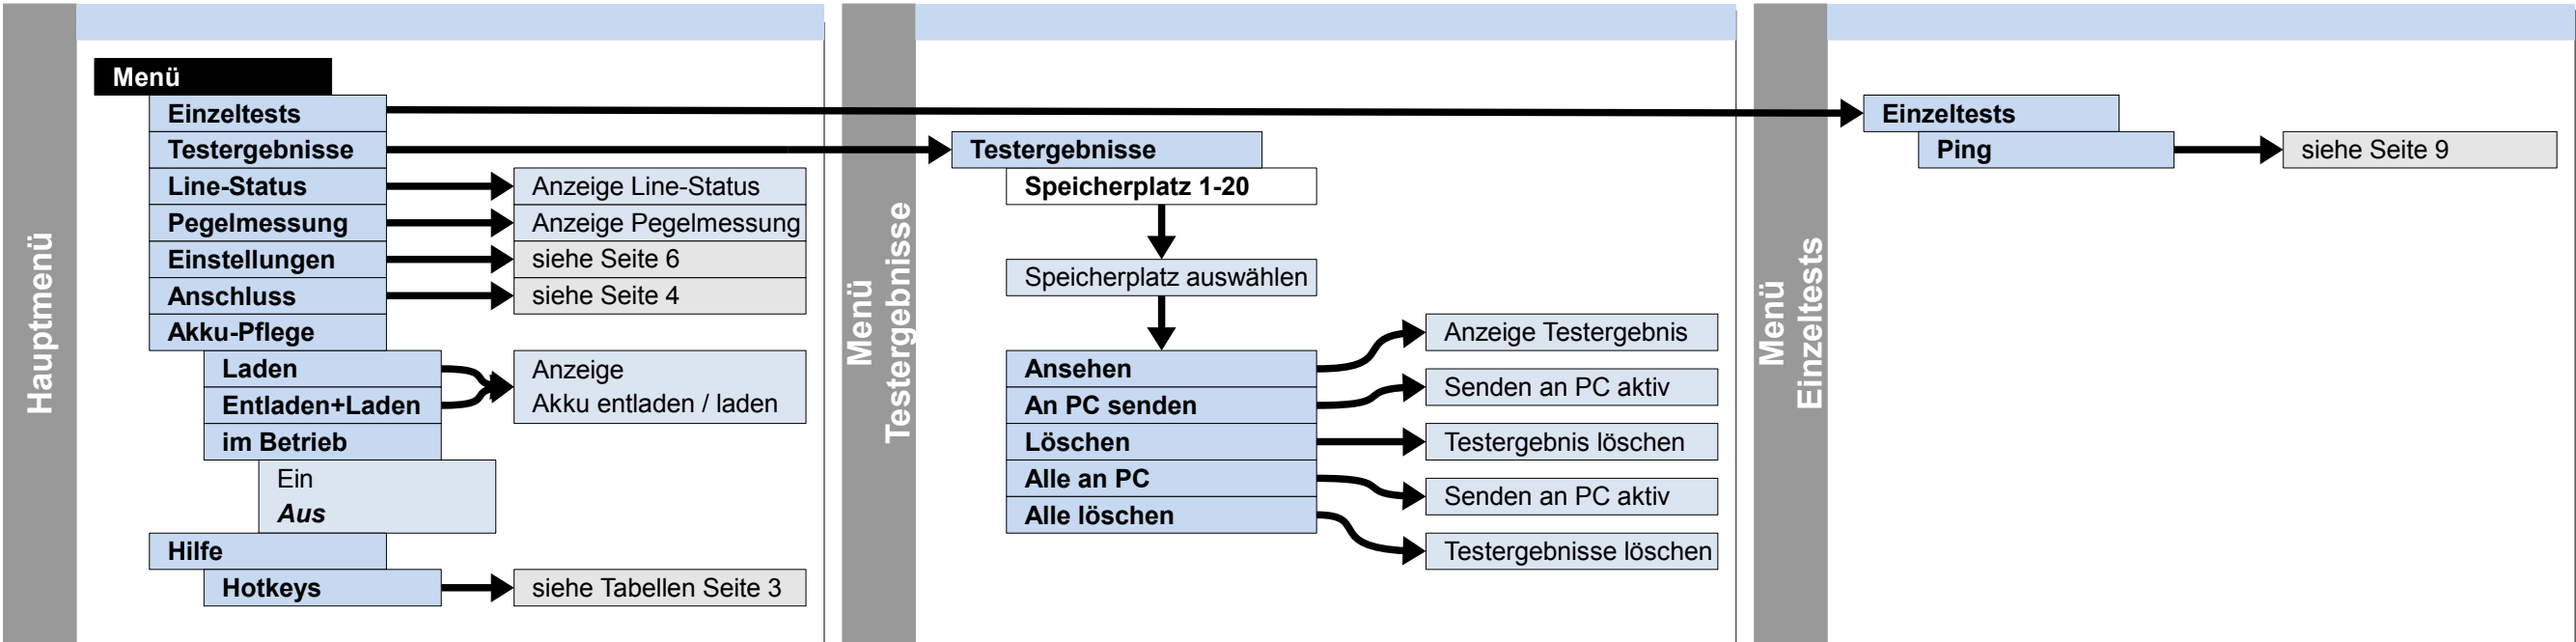 Hauptmenü
Menü
Einzeltests
Testergebnisse
Line-Status
Anzeige Line-Status
Pegelmessung
Anzeige Pegelmessung
Einstellungen
siehe Seite 6
Anschluss
siehe Seite 4
Akku-Pflege
Laden
Entladen+Laden
Anzeige
Akku entladen / laden
im Betrieb
Ein
Aus
Hilfe
Hotkeys
siehe Tabellen Seite 3
Menü
Testergebnisse
Testergebnisse
Speicherplatz 1-20
Speicherplatz auswählen
Ansehen
Anzeige Testergebnis
An PC senden
Senden an PC aktiv
Löschen
Testergebnis löschen
Alle an PC
Senden an PC aktiv
Alle löschen
Testergebnisse löschen
Menü
Einzeltests
Einzeltests
Ping
siehe Seite 9